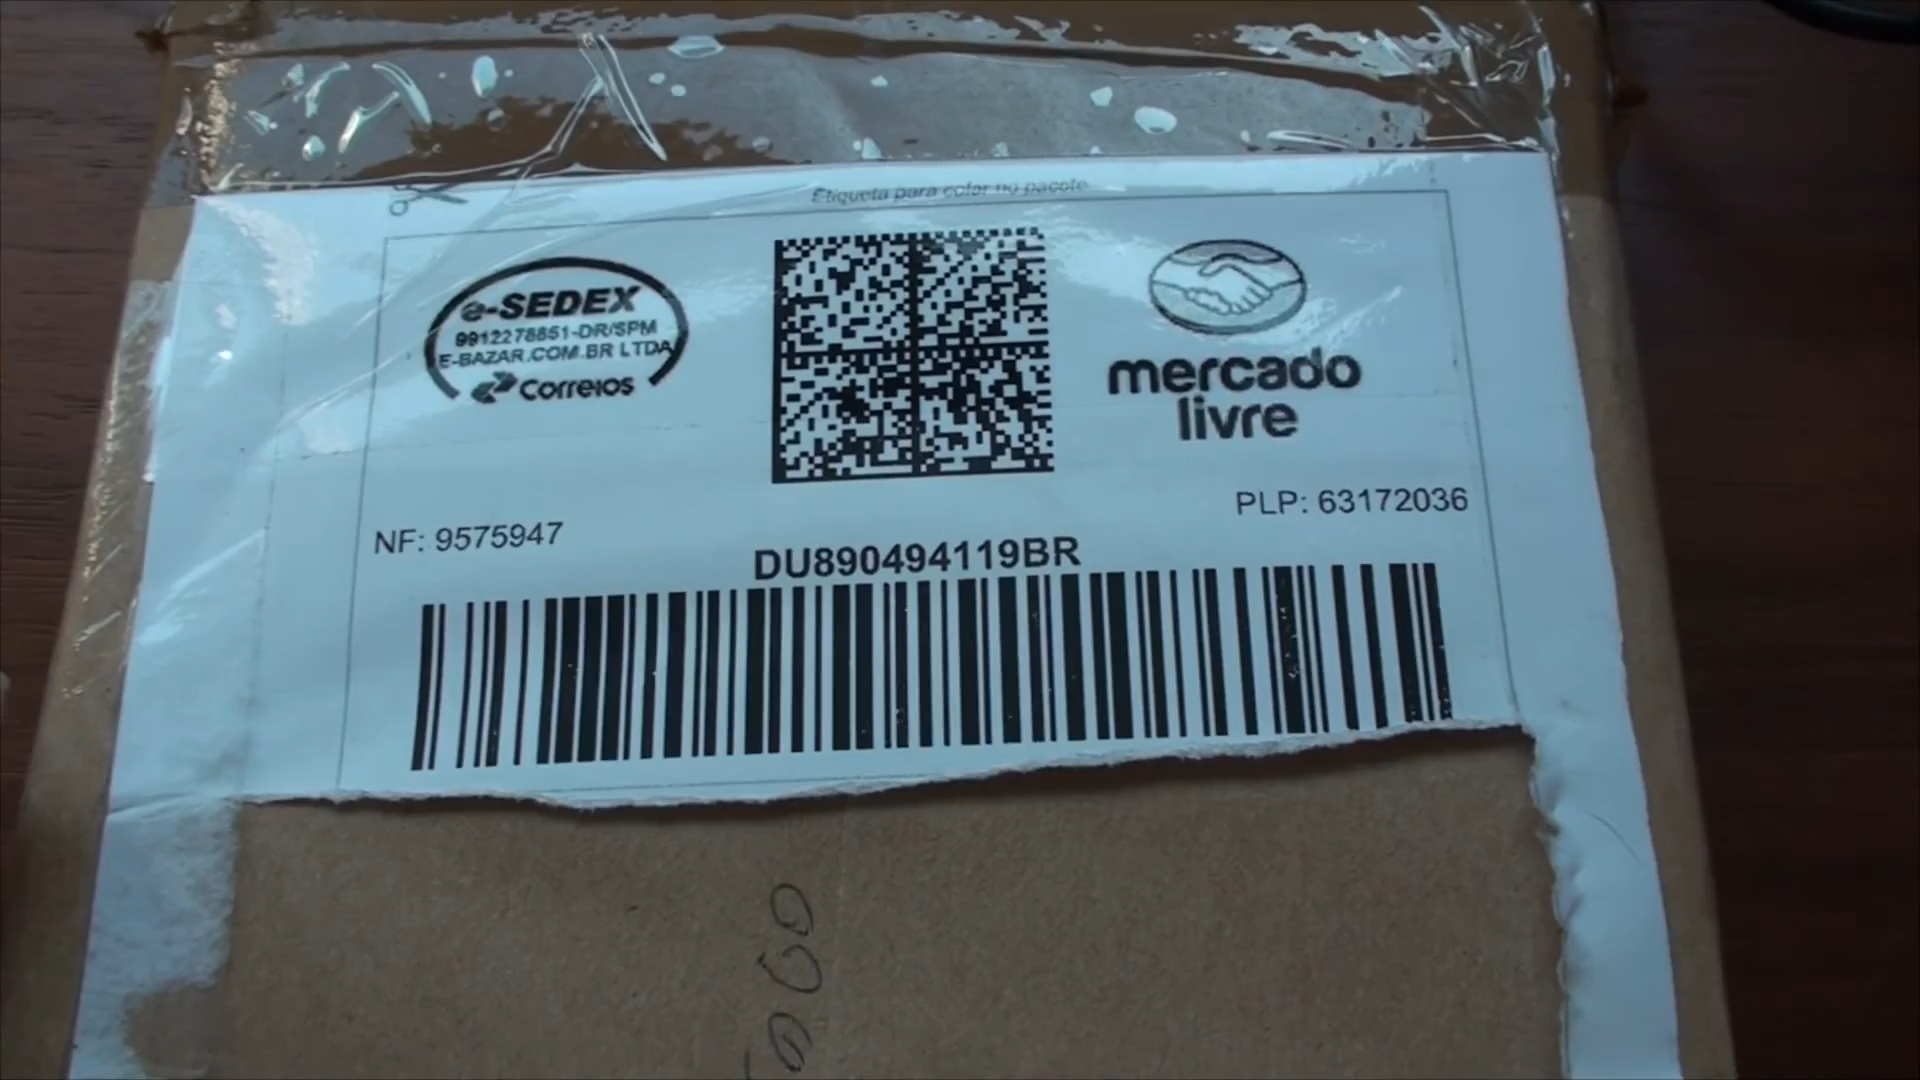 Etiqueta para colar no pacote
e-SEDEX
9912278851-DR/SPM
E-BAZAR.COM.BR LTDA
Correios
mercado
livre
NF: 9575947
PLP: 63172036
DU890494119BR